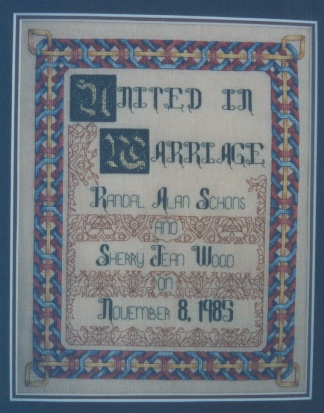 United in
Marriage
Randal Alan Schons
and
Sherry Jean Wood
on
November 8, 1985